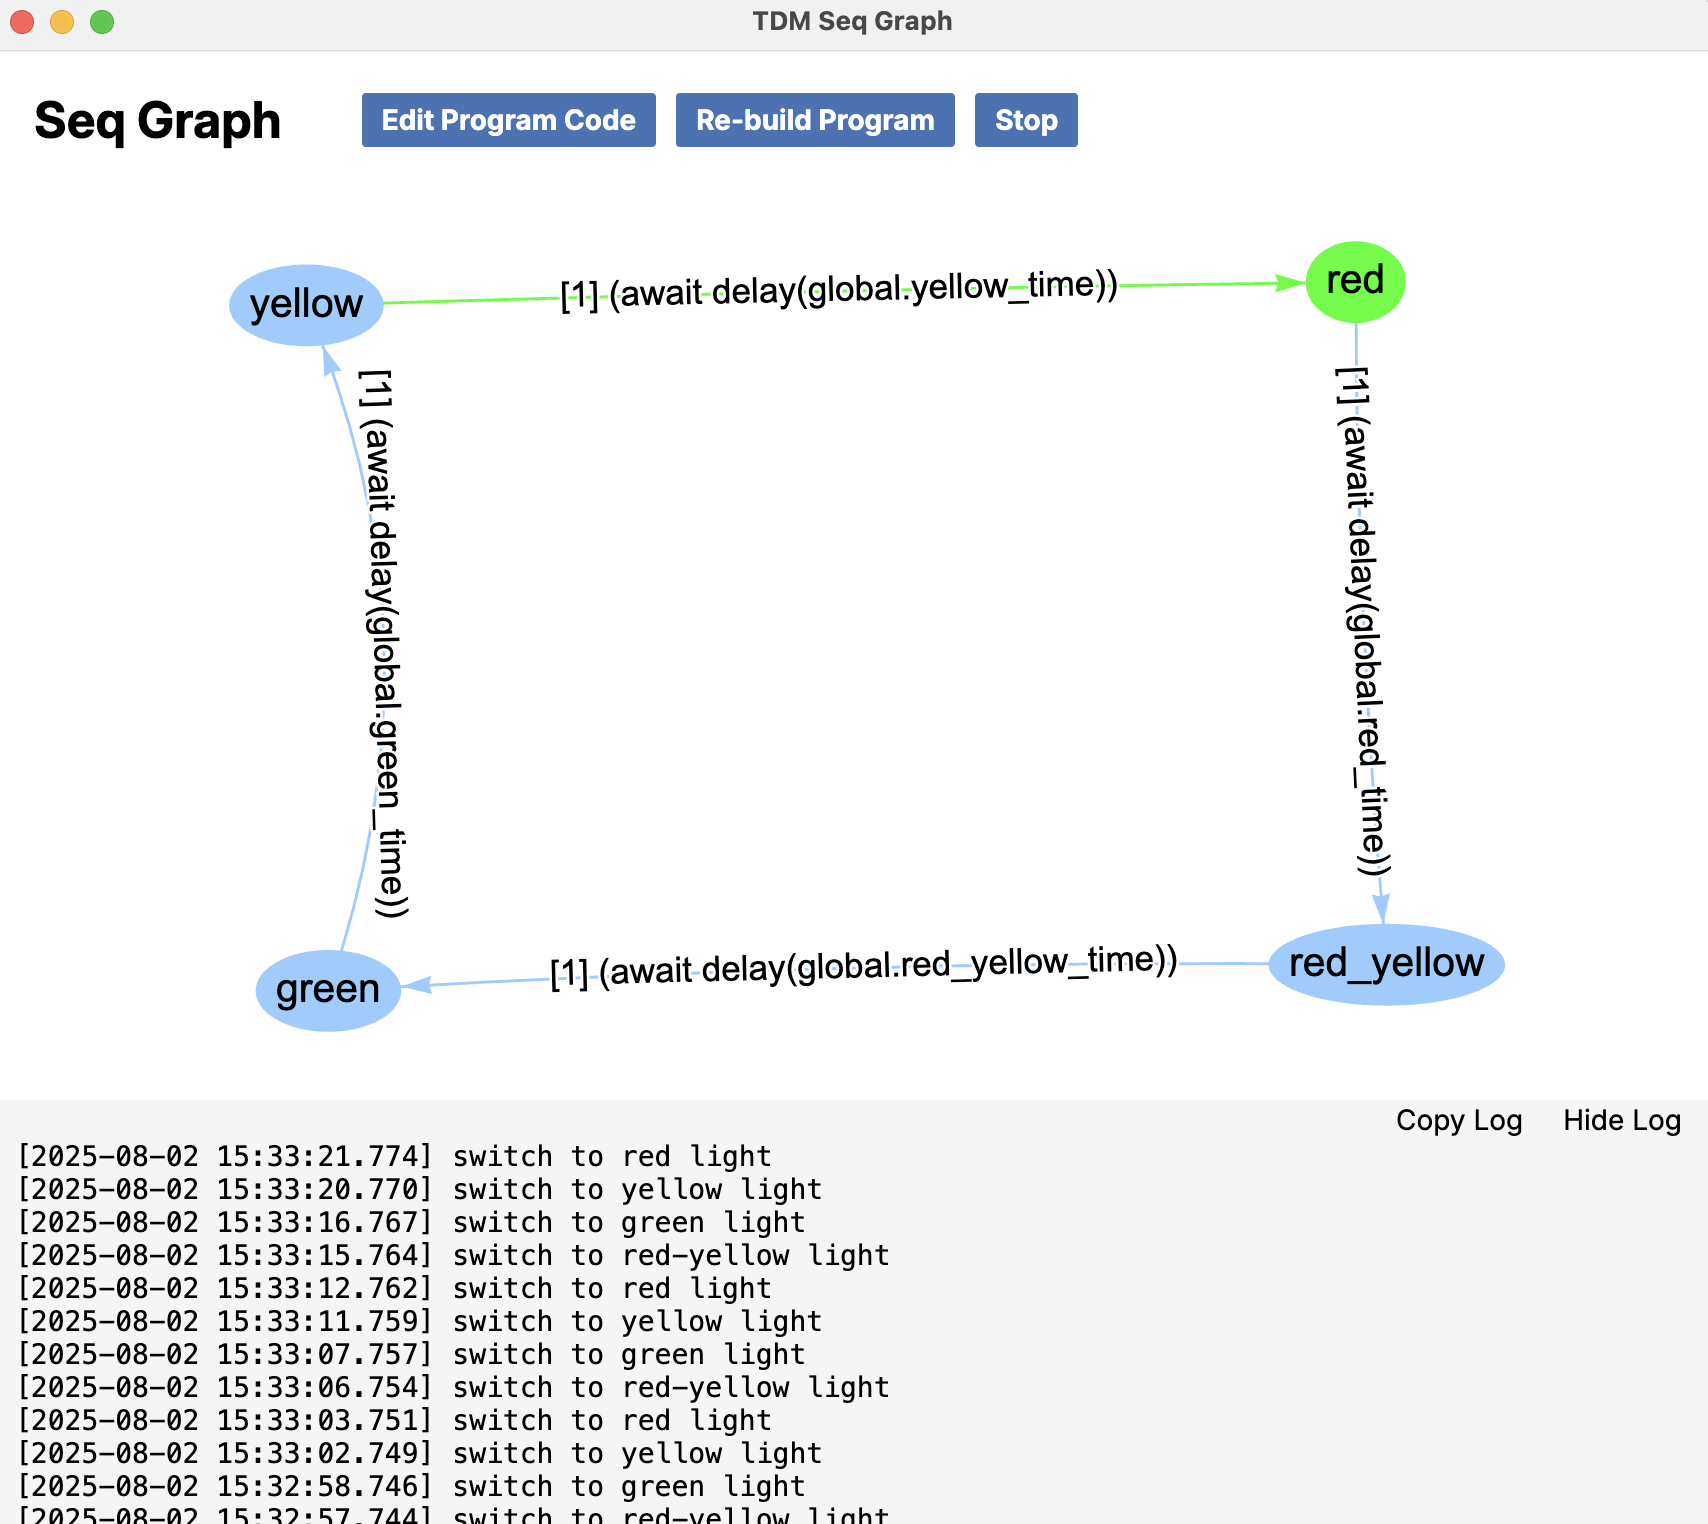 TDM Seq Graph
Seq Graph
Edit Program Code
Re-build Program
Stop
yellow
[1] (await delay(global.yellow_time))
red
[1] (await delay(global.green_time))
[1] (await delay(global.red_time))
green
[1] (await delay(global.red_yellow_time))
red_yellow
Copy Log
Hide Log
[2025-08-02 15:33:21.774] switch to red light
[2025-08-02 15:33:20.770] switch to yellow light
[2025-08-02 15:33:16.767] switch to green light
[2025-08-02 15:33:15.764] switch to red-yellow light
[2025-08-02 15:33:12.762] switch to red light
[2025-08-02 15:33:11.759] switch to yellow light
[2025-08-02 15:33:07.757] switch to green light
[2025-08-02 15:33:06.754] switch to red-yellow light
[2025-08-02 15:33:03.751] switch to red light
[2025-08-02 15:33:02.749] switch to yellow light
[2025-08-02 15:32:58.746] switch to green light
[2025-08-02 15:32:57.744] switch to red-yellow light